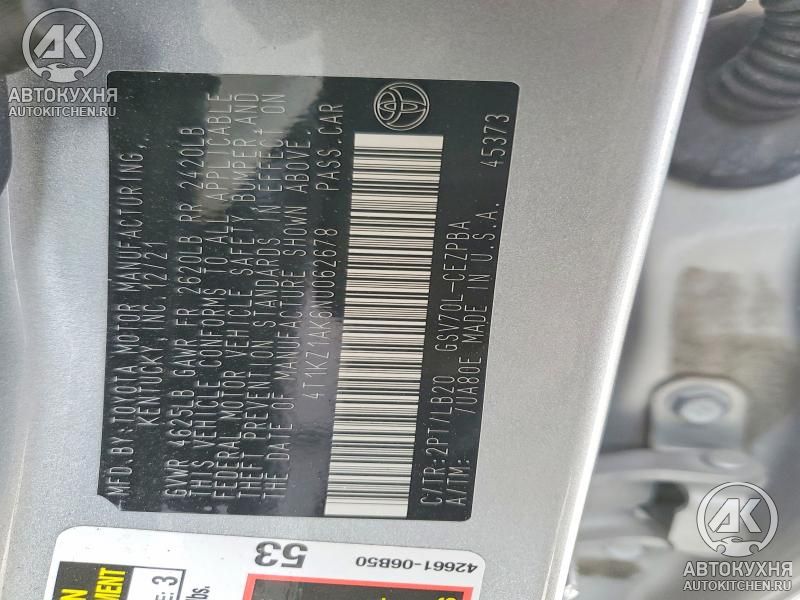 АВТОКУХНЯ
AUTOKITCHEN.RU
MFD.BY:TOYOTA MOTOR MANUFACTURING,
KENTUCKY, INC. 12/21
GVWR 4625LB GAWR FR 2620LB RR 2420LB
THIS VEHICLE CONFORMS TO ALL APPLICABLE
FEDERAL MOTOR VEHICLE SAFETY, BUMPER, AND
THEFT PREVENTION STANDARDS IN EFFECT ON
THE DATE OF MANUFACTURE SHOWN ABOVE.
4T1KZ1AK6NU062678 PASS.CAR
C/TR:2PT/LB20 GSV70L-CEZPBA
A/TM: 7UA80E MADE IN U.S.A. 45373
53
42661-06B50
E: 3
lbs.
АВТОКУХНЯ
AUTOKITCHEN.RU